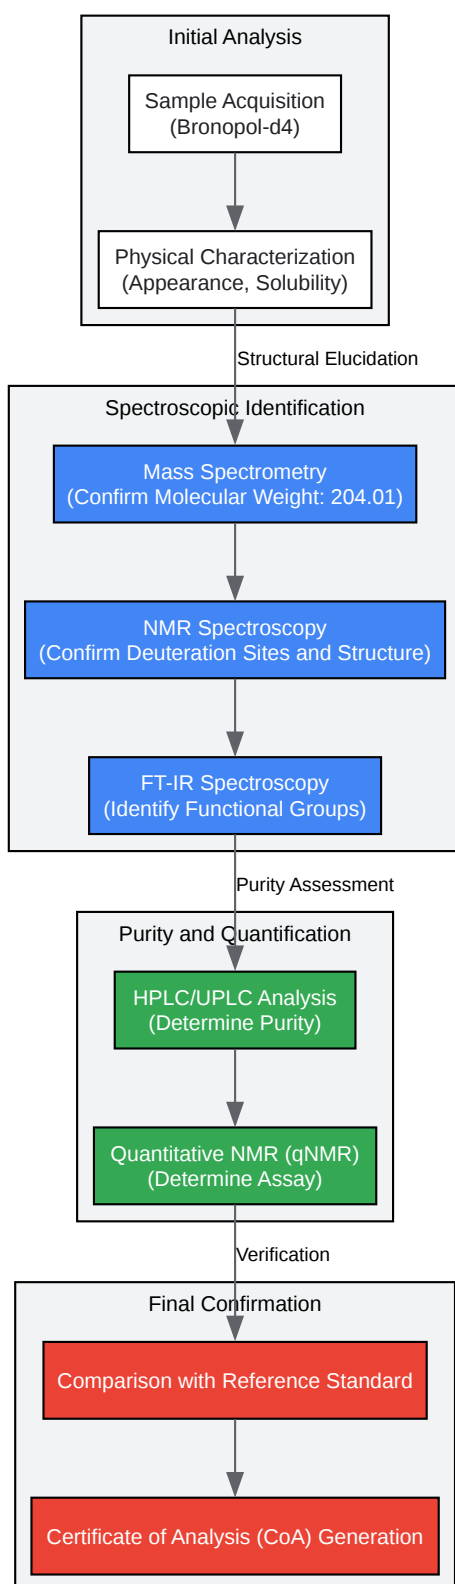 Initial Analysis
Sample Acquisition
(Bronopol-d4)
Physical Characterization
(Appearance, Solubility)
Structural Elucidation
Spectroscopic Identification
Mass Spectrometry
(Confirm Molecular Weight: 204.01)
NMR Spectroscopy
(Confirm Deuteration Sites and Structure)
FT-IR Spectroscopy
(Identify Functional Groups)
Purity Assessment
Purity and Quantification
HPLC/UPLC Analysis
(Determine Purity)
Quantitative NMR (qNMR)
(Determine Assay)
Verification
Final Confirmation
Comparison with Reference Standard
Certificate of Analysis (CoA) Generation